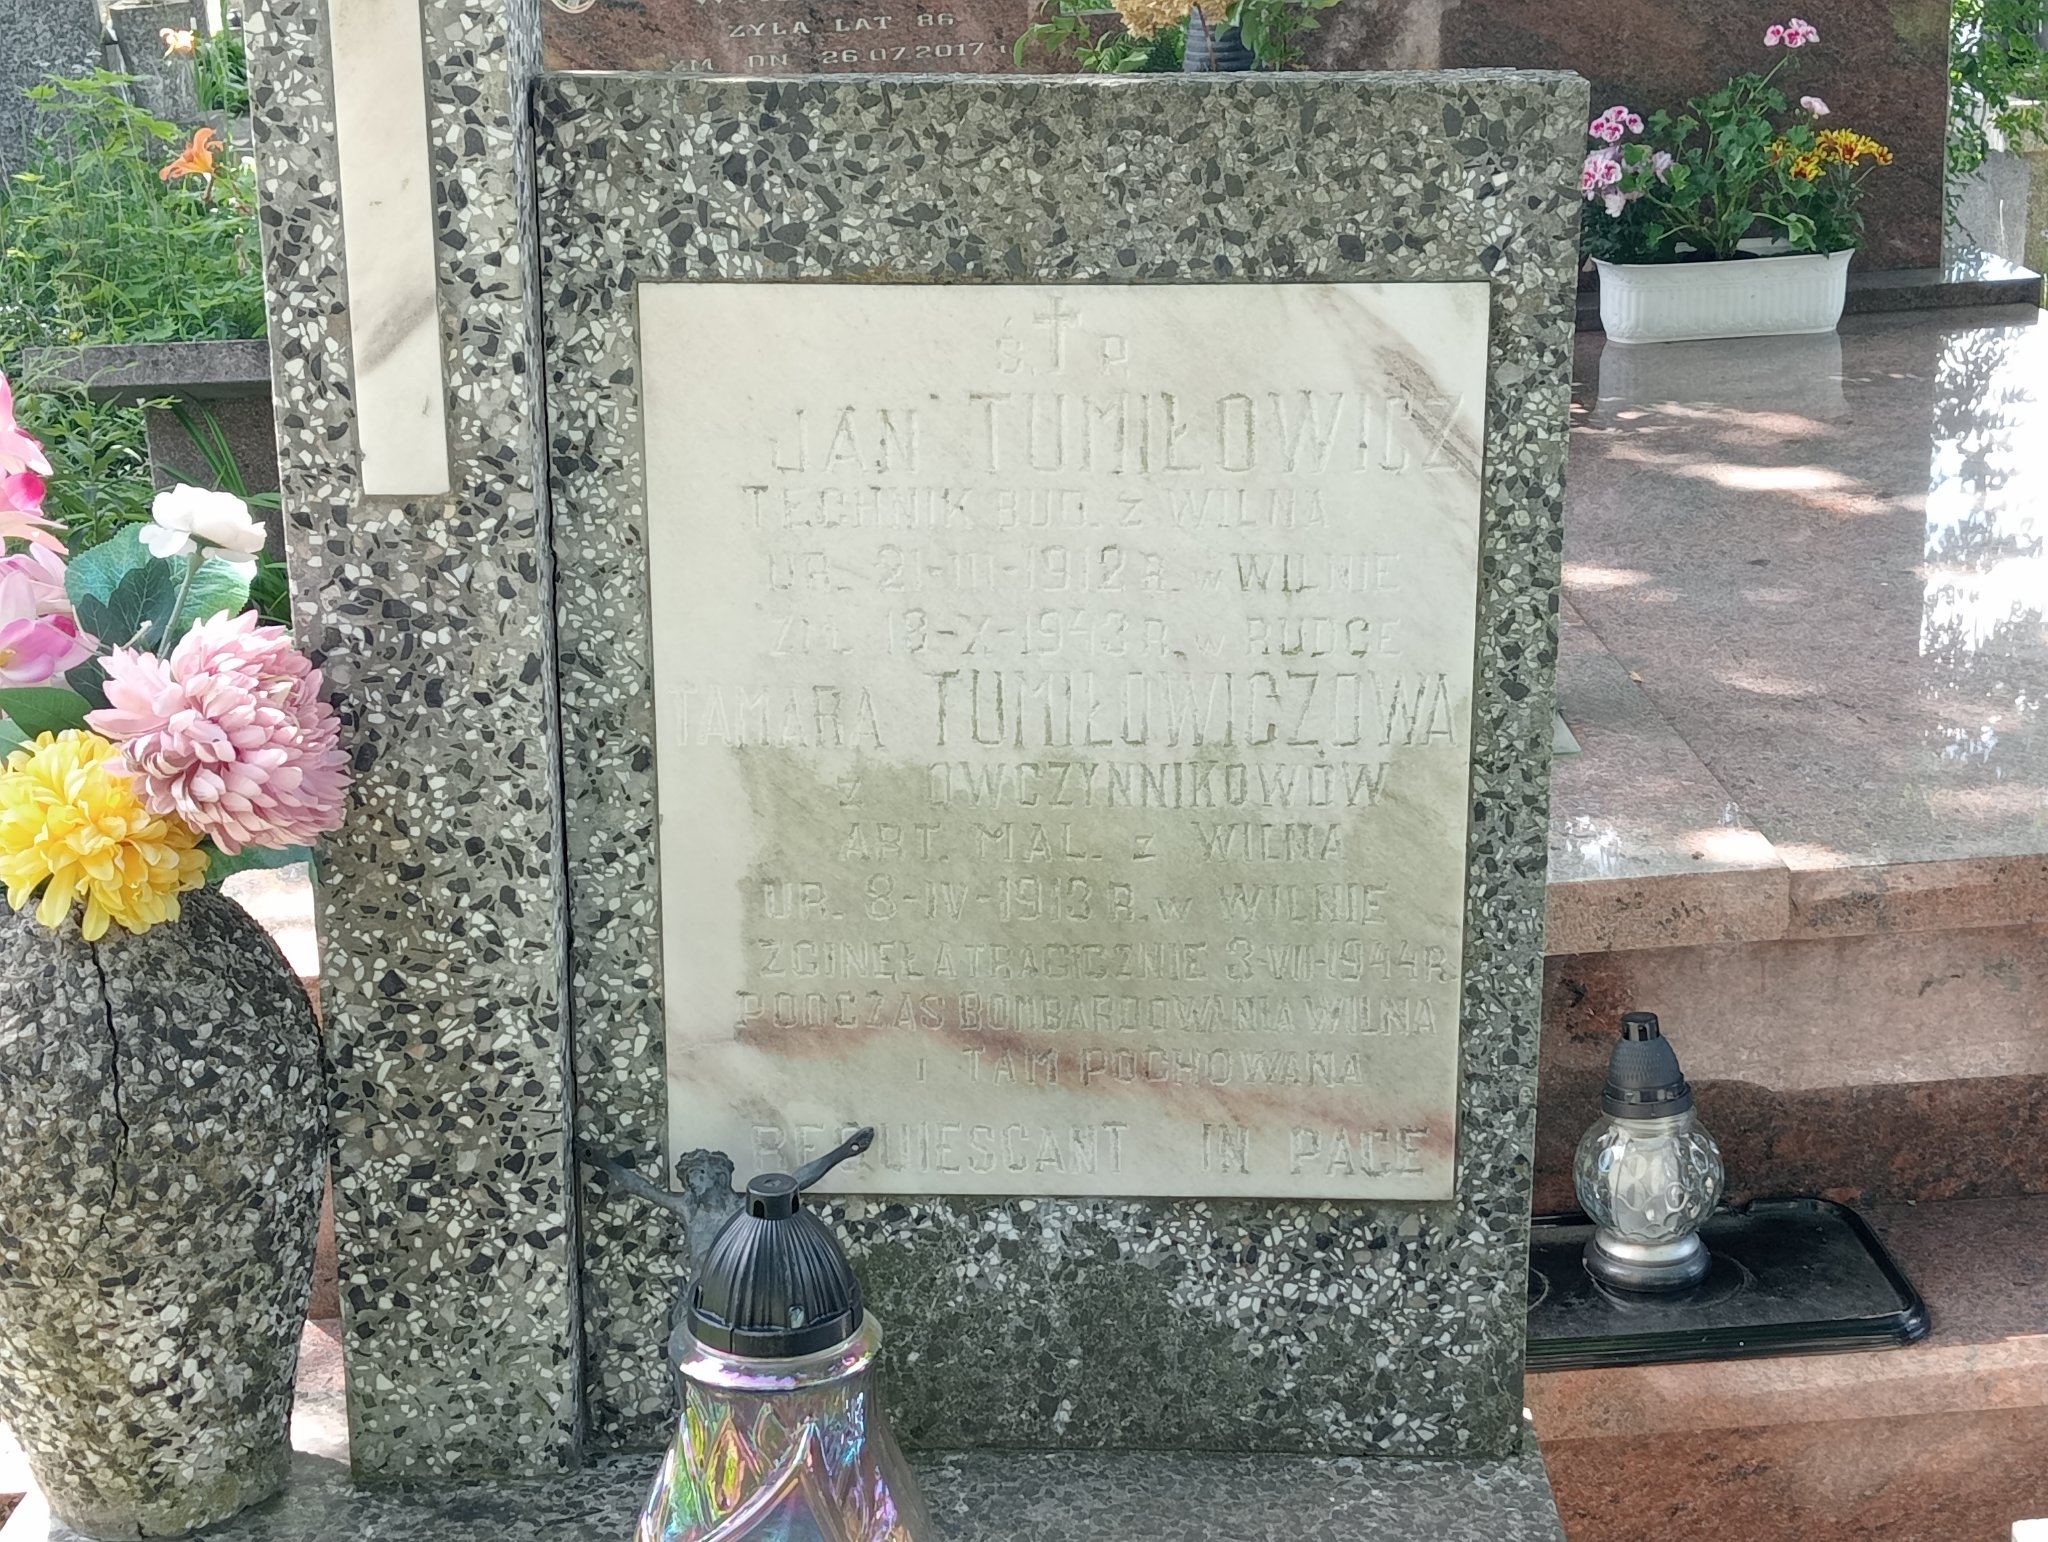 ŻYŁA LAT 86
ZM DN 26.07.2017
Ś. † P
JAN TUMIŁOWICZ
TECHNIK BUD. z WILNA
UR. 21-III-1912 R. w WILNIE
ZM. 13-X-1943 R. w RUDCE
TAMARA TUMIŁOWICZOWA
z OWCZYNNIKOWÓW
ART. MAL. z WILNA
UR. 8-IV-1913 R. w WILNIE
ZGINĘŁA TRAGICZNIE 3-VII-1944 R.
PODCZAS BOMBARDOWANIA WILNA
I TAM POCHOWANA
REQUIESCANT IN PACE